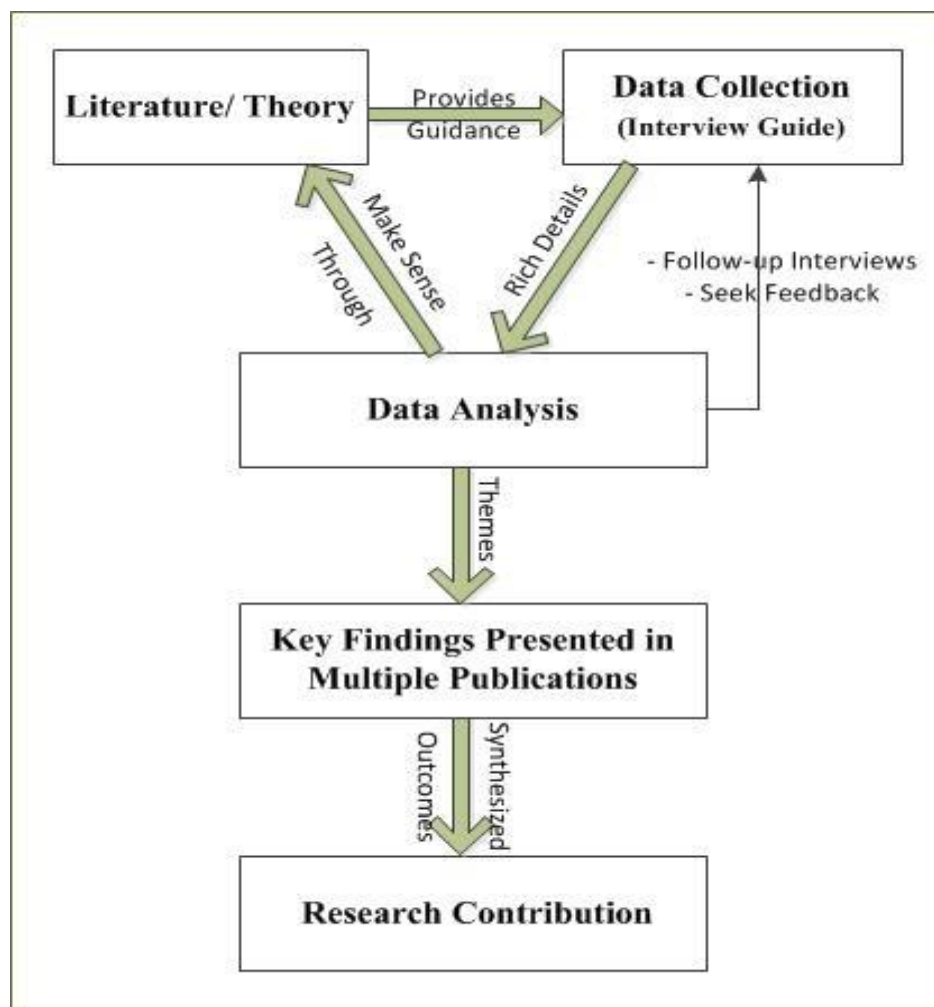 Literature/ Theory
Provides
Guidance
Data Collection
(Interview Guide)
Make Sense
Through
Rich Details
- Follow-up Interviews
- Seek Feedback
Data Analysis
Themes
Key Findings Presented in
Multiple Publications
Synthesized
Outcomes
Research Contribution